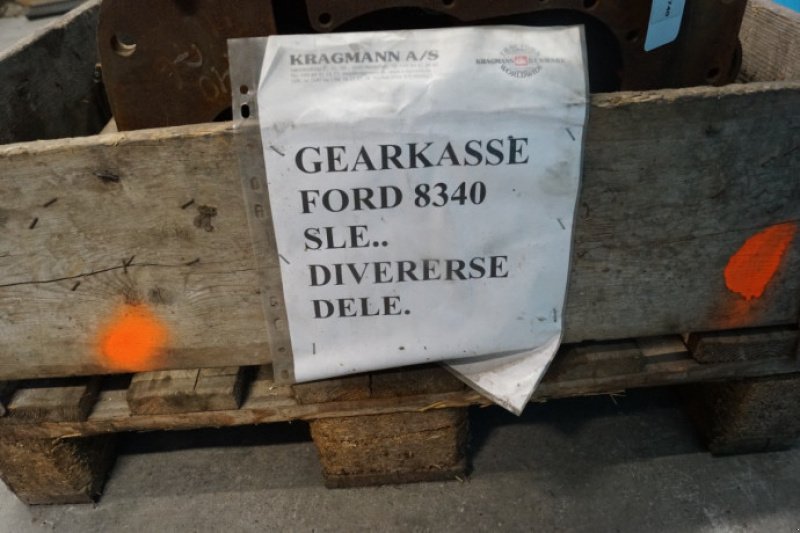 KRAGMANN A/S
GEARKASSE
FORD 8340
SLE..
DIVERERSE
DELE.